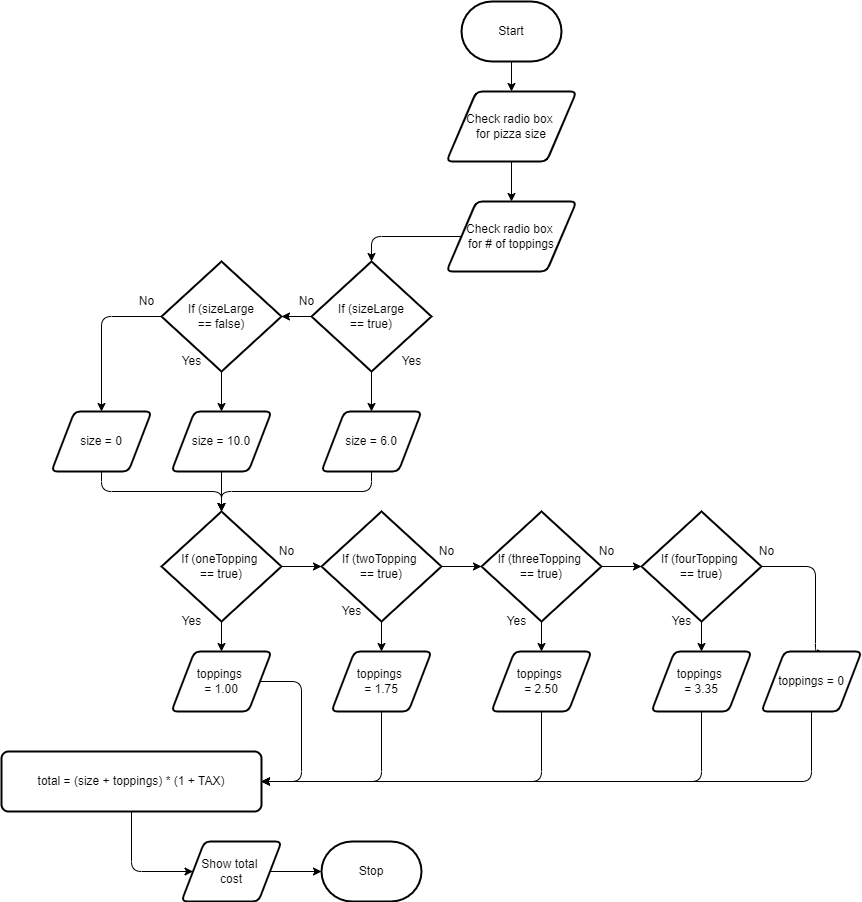 Start
Check radio box
for pizza size
Check radio box
for # of toppings
No
If (sizeLarge
== false)
No
If (sizeLarge
== true)
Yes
Yes
size = 0
size = 10.0
size = 6.0
If (oneTopping
== true)
No
If (twoTopping
== true)
No
If (threeTopping
== true)
No
If (fourTopping
== true)
No
Yes
Yes
Yes
Yes
toppings
= 1.00
toppings
= 1.75
toppings
= 2.50
toppings
= 3.35
toppings = 0
total = (size + toppings) * (1 + TAX)
Show total
cost
Stop